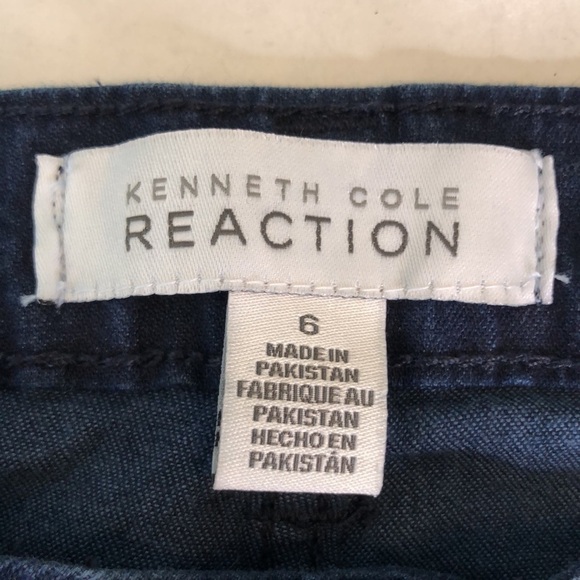 KENNETH COLE
REACTION
6
MADE IN
PAKISTAN
FABRIQUE AU
PAKISTAN
HECHO EN
PAKISTÁN